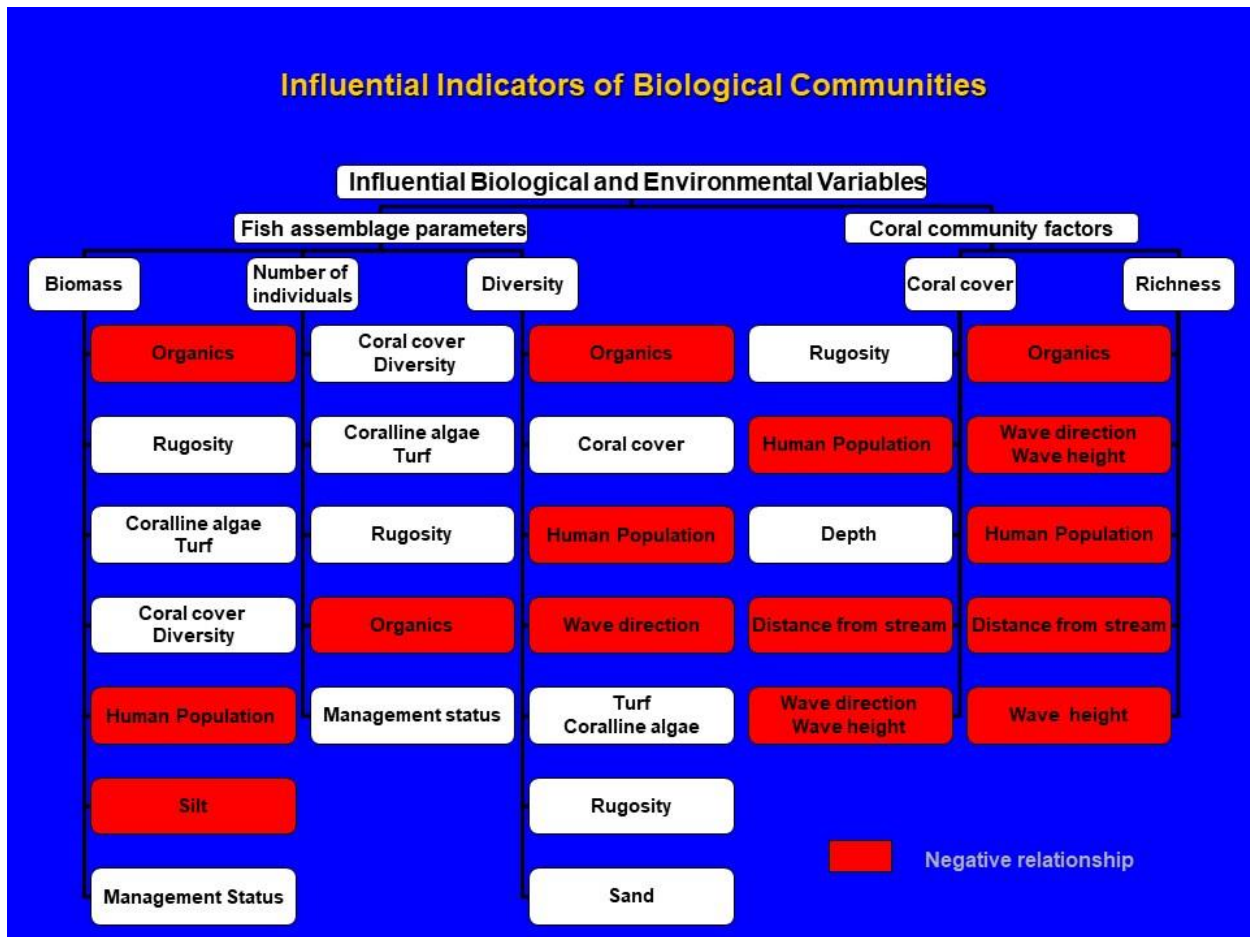 Influential Indicators of Biological Communities
Influential Biological and Environmental Variables
Fish assemblage parameters
Coral community factors
Biomass
Number of
individuals
Diversity
Coral cover
Richness
Organics
Rugosity
Coralline algae
Turf
Coral cover
Diversity
Human Population
Silt
Management Status
Coral cover
Diversity
Coralline algae
Turf
Rugosity
Organics
Management status
Organics
Coral cover
Human Population
Wave direction
Turf
Coralline algae
Rugosity
Sand
Rugosity
Human Population
Depth
Distance from stream
Wave direction
Wave height
Organics
Wave direction
Wave height
Human Population
Distance from stream
Wave height
Negative relationship